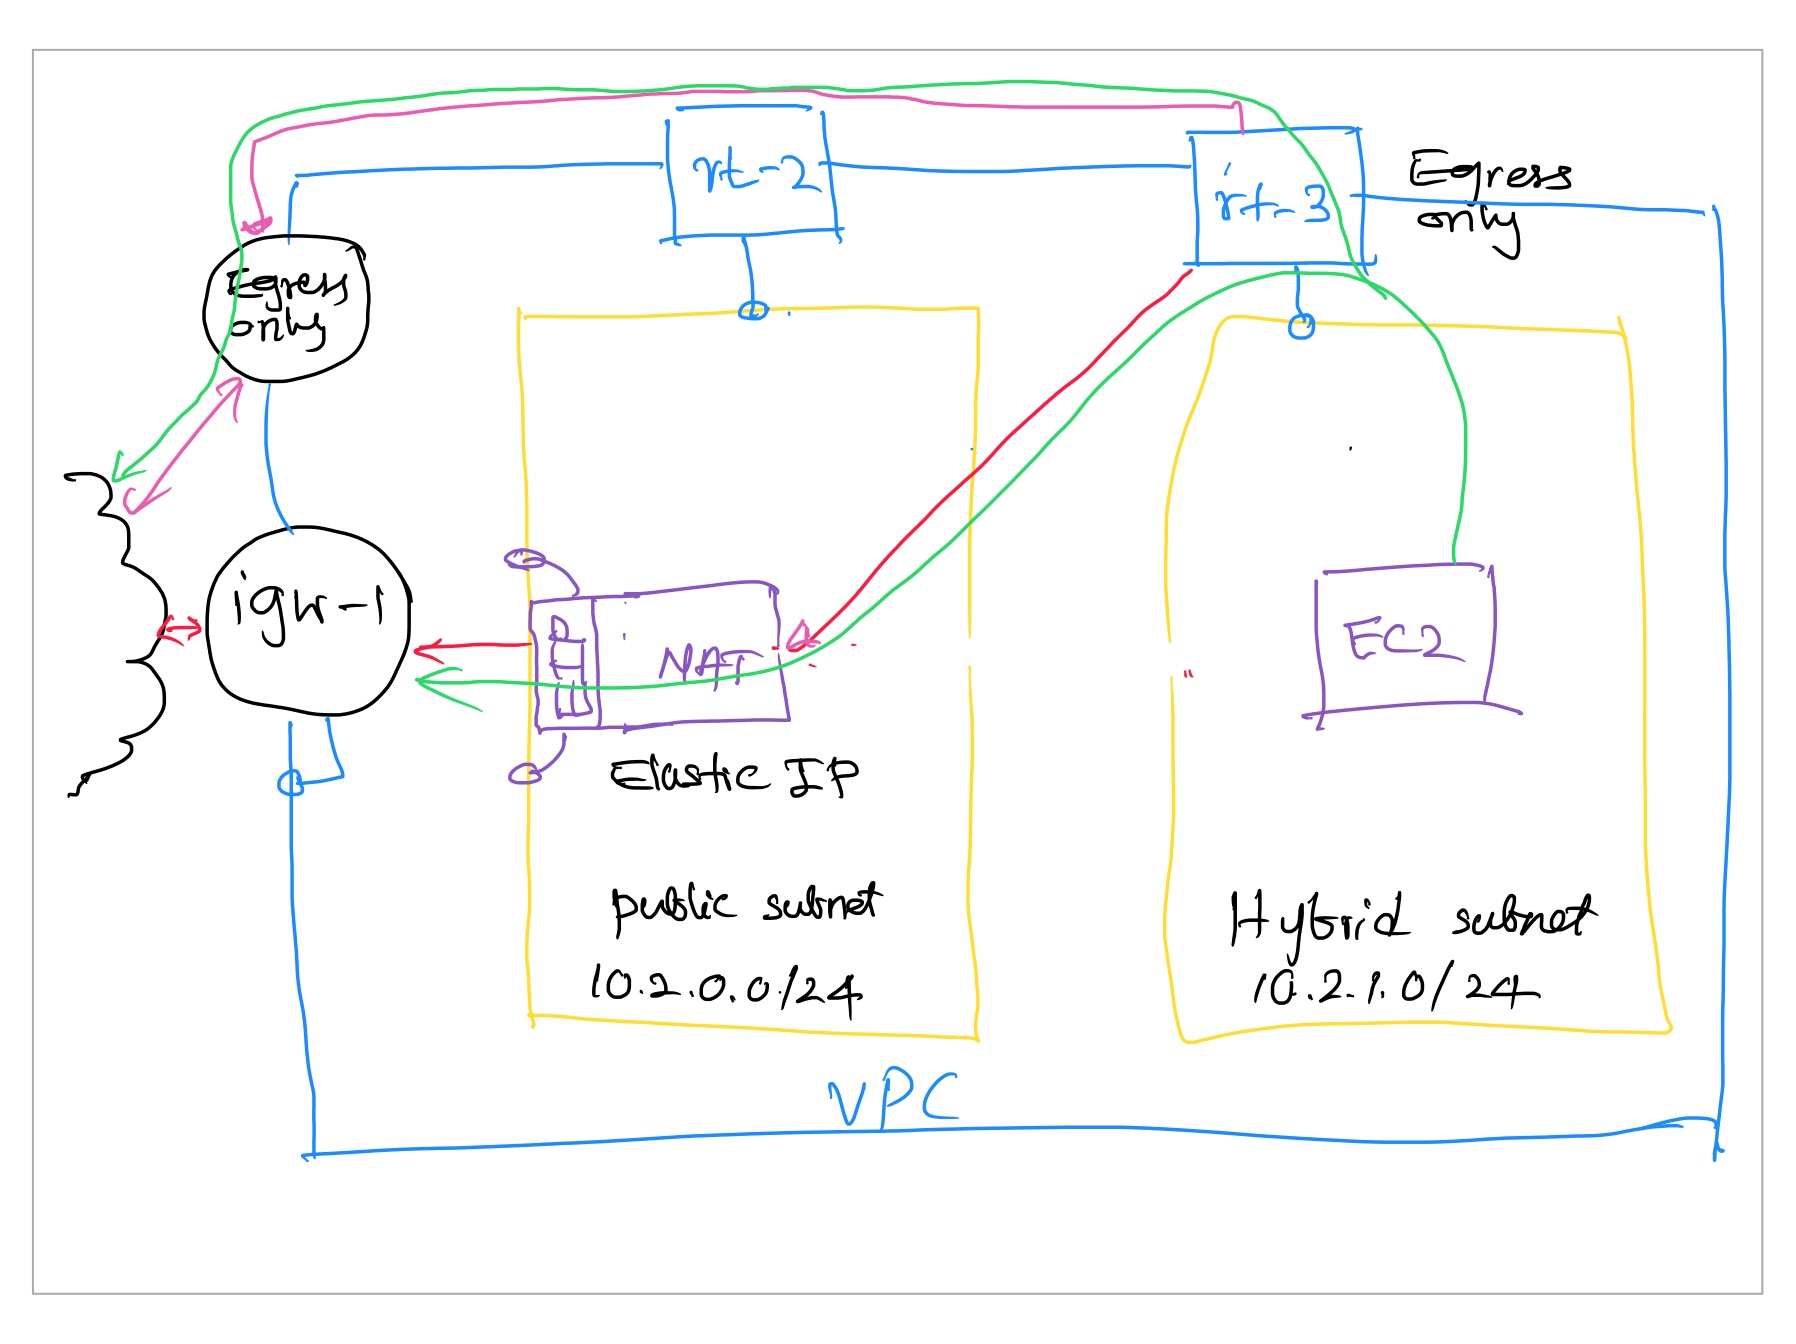 rt-2
rt-3
Egress
only
Egress
only
igw-1
EIP
NAT
EC2
Elastic IP
public subnet
10.2.0.0/24
Hybrid subnet
10.2.1.0/24
VPC